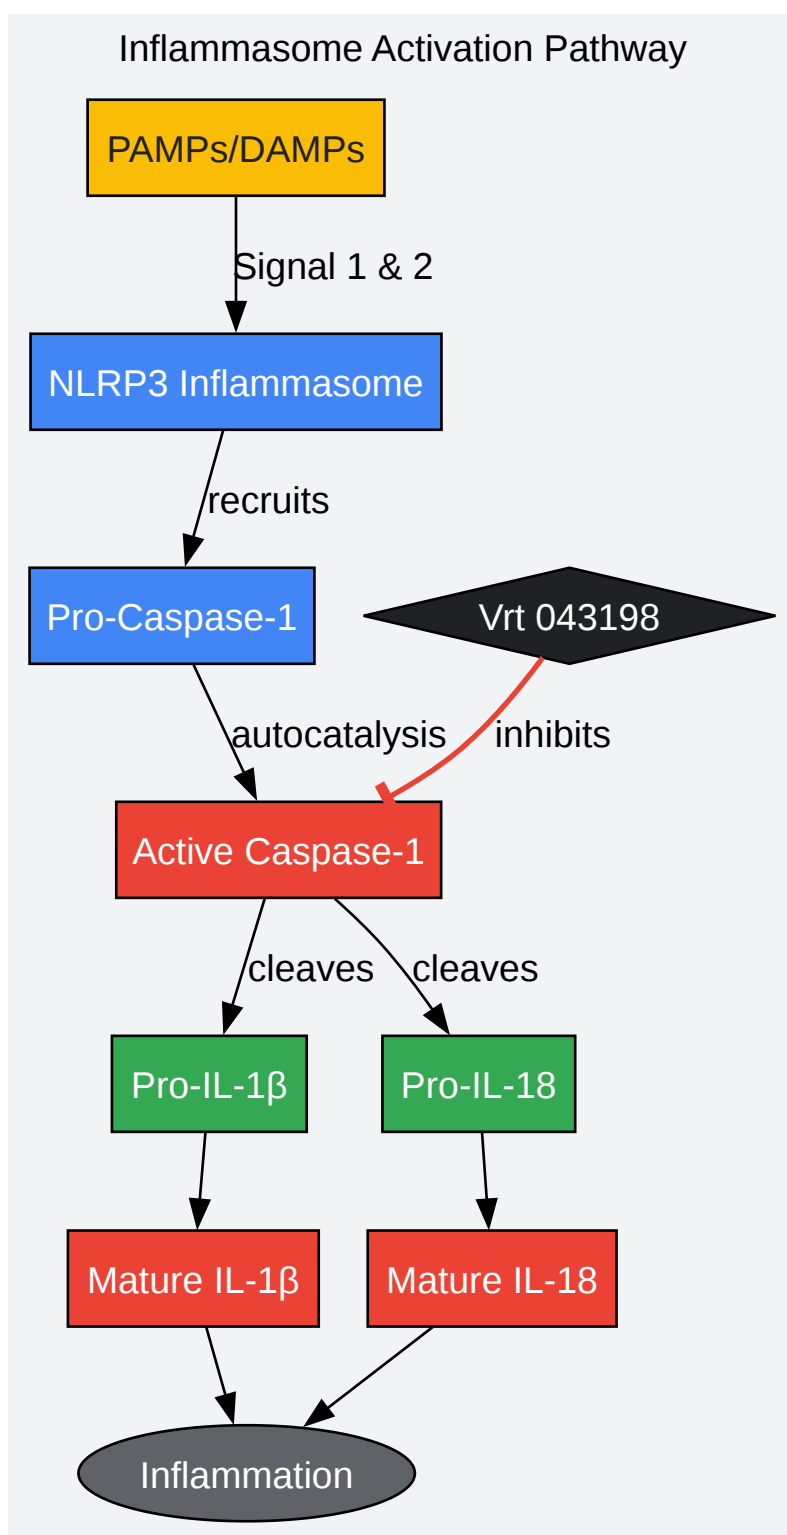 Inflammasome Activation Pathway
PAMPs/DAMPs
Signal 1 & 2
NLRP3 Inflammasome
recruits
Pro-Caspase-1
Vrt 043198
autocatalysis
inhibits
Active Caspase-1
cleaves
cleaves
Pro-IL-1β
Pro-IL-18
Mature IL-1β
Mature IL-18
Inflammation